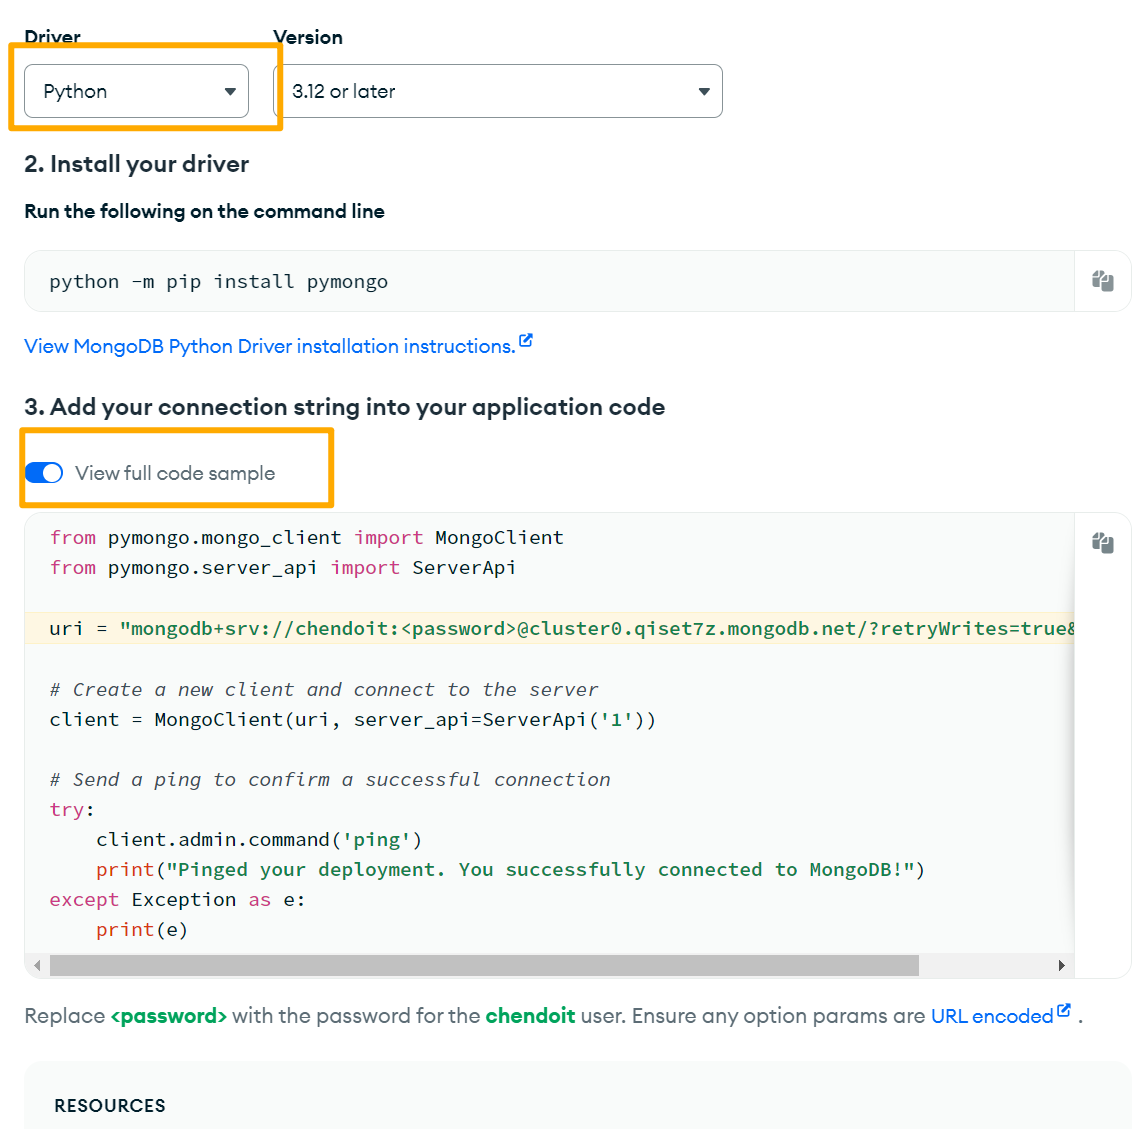 Driver Version
Python 3.12 or later
2. Install your driver
Run the following on the command line
python -m pip install pymongo
View MongoDB Python Driver installation instructions.
3. Add your connection string into your application code
View full code sample
from pymongo.mongo_client import MongoClient
from pymongo.server_api import ServerApi
uri = "mongodb+srv://chendoit:<password>@cluster0.qiset7z.mongodb.net/?retryWrites=true&
# Create a new client and connect to the server
client = MongoClient(uri, server_api=ServerApi('1'))
# Send a ping to confirm a successful connection
try:
    client.admin.command('ping')
    print("Pinged your deployment. You successfully connected to MongoDB!")
except Exception as e:
    print(e)
Replace <password> with the password for the chendoit user. Ensure any option params are URL encoded .
RESOURCES